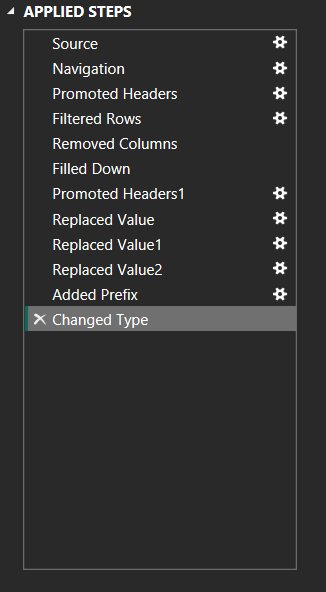 APPLIED STEPS
Source
Navigation
Promoted Headers
Filtered Rows
Removed Columns
Filled Down
Promoted Headers1
Replaced Value
Replaced Value1
Replaced Value2
Added Prefix
Changed Type